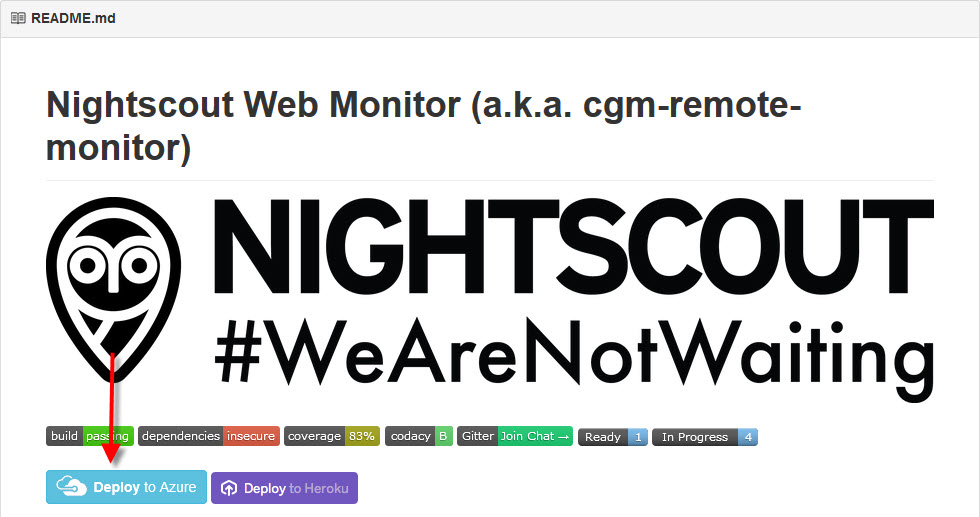 README.md
Nightscout Web Monitor (a.k.a. cgm-remote-
monitor)
NIGHTSCOUT
#WeAreNotWaiting
build passing dependencies insecure coverage 83% codacy B Gitter Join Chat → Ready 1 In Progress 4
Deploy to Azure Deploy to Heroku